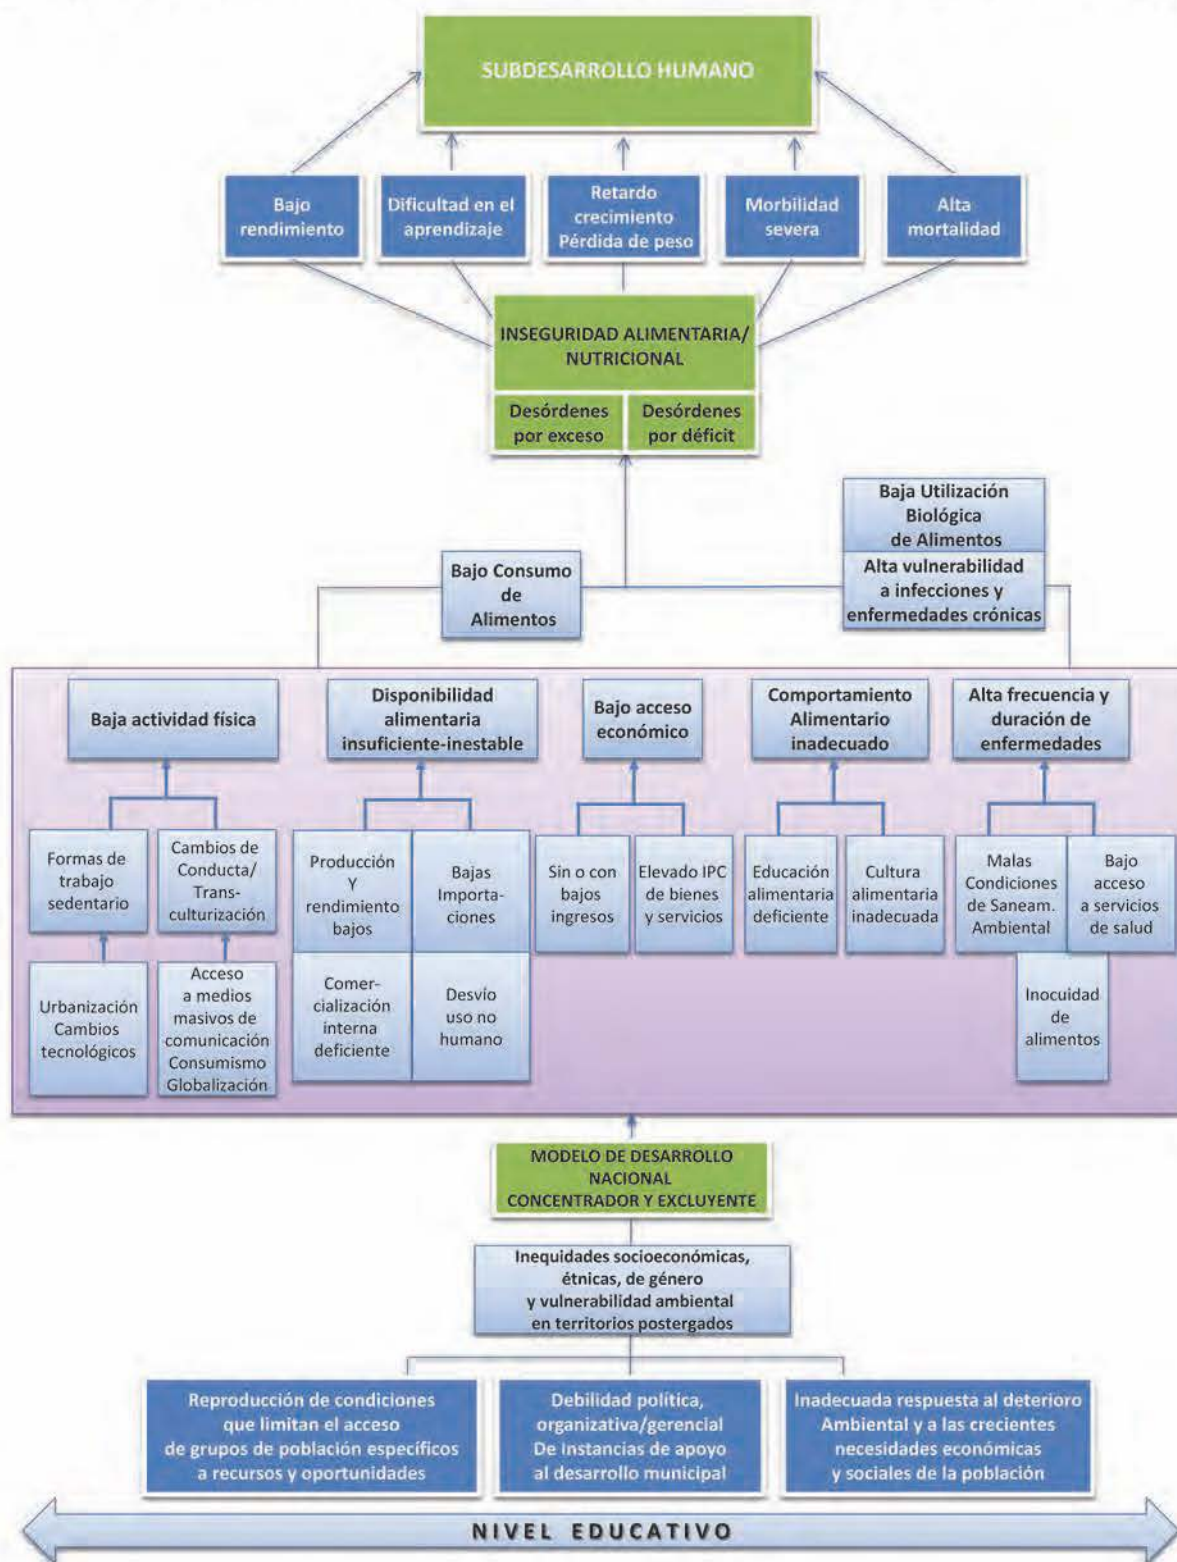 SUBDESARROLLO HUMANO
Bajo
rendimiento
Dificultad en el
aprendizaje
Retardo
crecimiento
Pérdida de peso
Morbilidad
severa
Alta
mortalidad
INSEGURIDAD ALIMENTARIA/
NUTRICIONAL
Desórdenes
por exceso
Desórdenes
por déficit
Baja Utilización
Biológica
de Alimentos
Bajo Consumo
de
Alimentos
Alta vulnerabilidad
a infecciones y
enfermedades crónicas
Baja actividad física
Disponibilidad
alimentaria
insuficiente-inestable
Bajo acceso
económico
Comportamiento
Alimentario
inadecuado
Alta frecuencia y
duración de
enfermedades
Formas de
trabajo
sedentario
Cambios de
Conducta/
Trans-
culturización
Producción
Y
rendimiento
bajos
Bajas
Importa-
ciones
Sin o con
bajos
ingresos
Elevado IPC
de bienes
y servicios
Educación
alimentaria
deficiente
Cultura
alimentaria
inadecuada
Malas
Condiciones
de Saneam.
Ambiental
Bajo
acceso
a servicios
de salud
Urbanización
Cambios
tecnológicos
Acceso
a medios
masivos de
comunicación
Consumismo
Globalización
Comer-
cialización
interna
deficiente
Desvío
uso no
humano
Inocuidad
de
alimentos
MODELO DE DESARROLLO
NACIONAL
CONCENTRADOR Y EXCLUYENTE
Inequidades socioeconómicas,
étnicas, de género
y vulnerabilidad ambiental
en territorios postergados
Reproducción de condiciones
que limitan el acceso
de grupos de población específicos
a recursos y oportunidades
Debilidad política,
organizativa/gerencial
De instancias de apoyo
al desarrollo municipal
Inadecuada respuesta al deterioro
Ambiental y a las crecientes
necesidades económicas
y sociales de la población
NIVEL EDUCATIVO